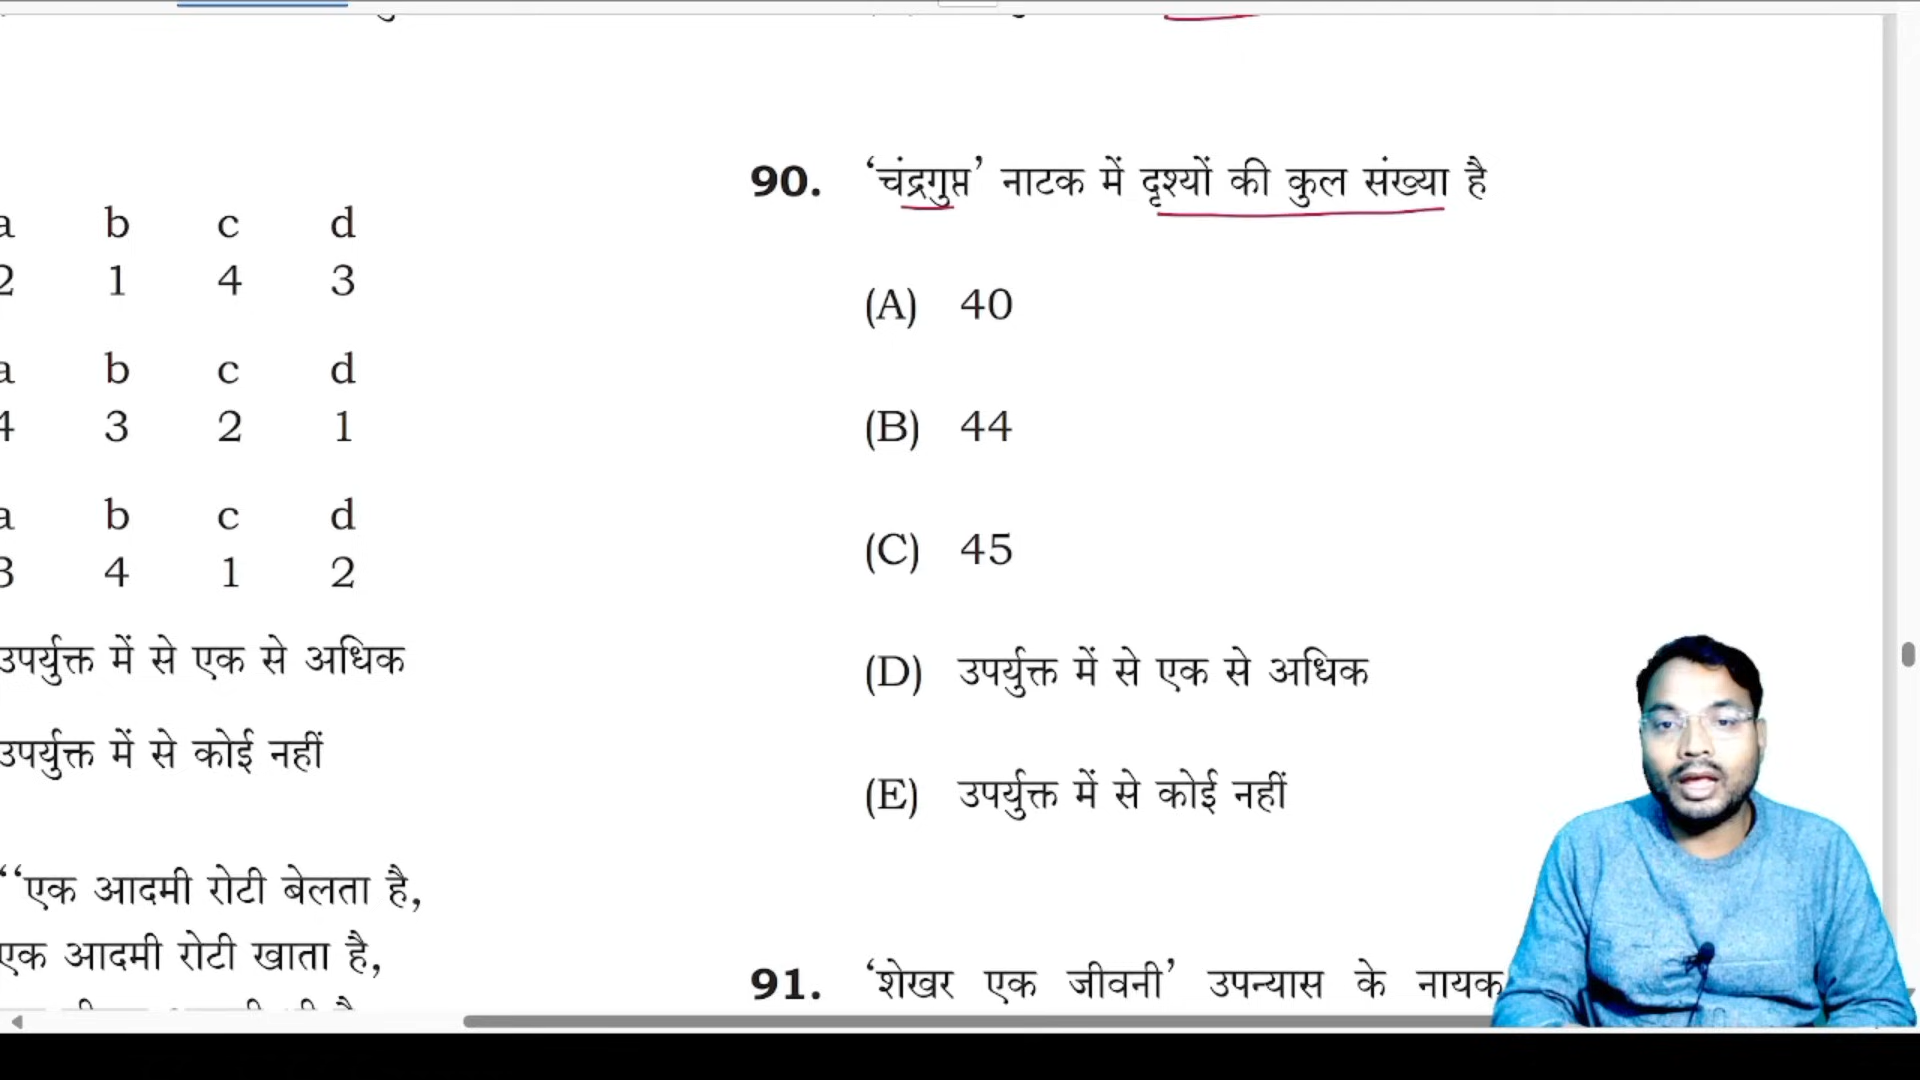 a b c d
2 1 4 3
a b c d
4 3 2 1
a b c d
3 4 1 2
उपर्युक्त में से एक से अधिक
उपर्युक्त में से कोई नहीं
“एक आदमी रोटी बेलता है,
एक आदमी रोटी खाता है,
90. ‘चंद्रगुप्त’ नाटक में दृश्यों की कुल संख्या है
(A) 40
(B) 44
(C) 45
(D) उपर्युक्त में से एक से अधिक
(E) उपर्युक्त में से कोई नहीं
91. ‘शेखर एक जीवनी’ उपन्यास के नायक